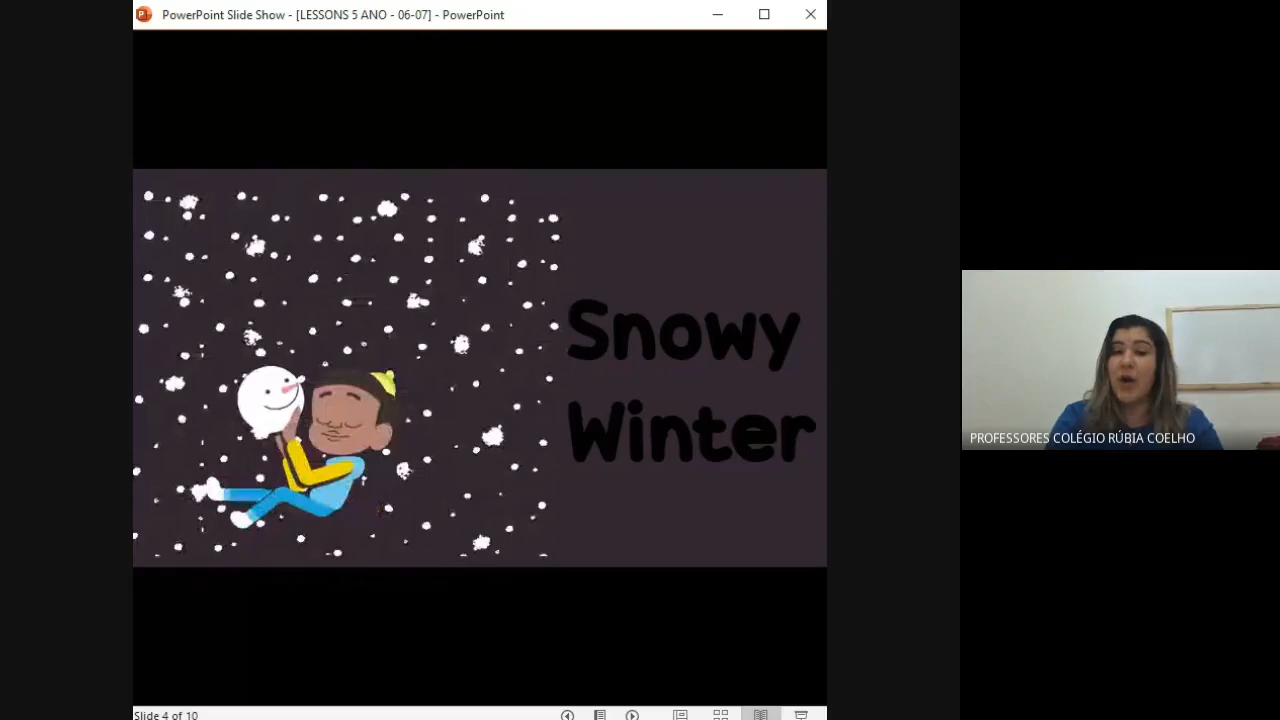 PowerPoint Slide Show - [LESSONS 5 ANO - 06-07] - PowerPoint
Snowy
Winter
PROFESSORES COLÉGIO RÚBIA COELHO
Slide 4 of 10